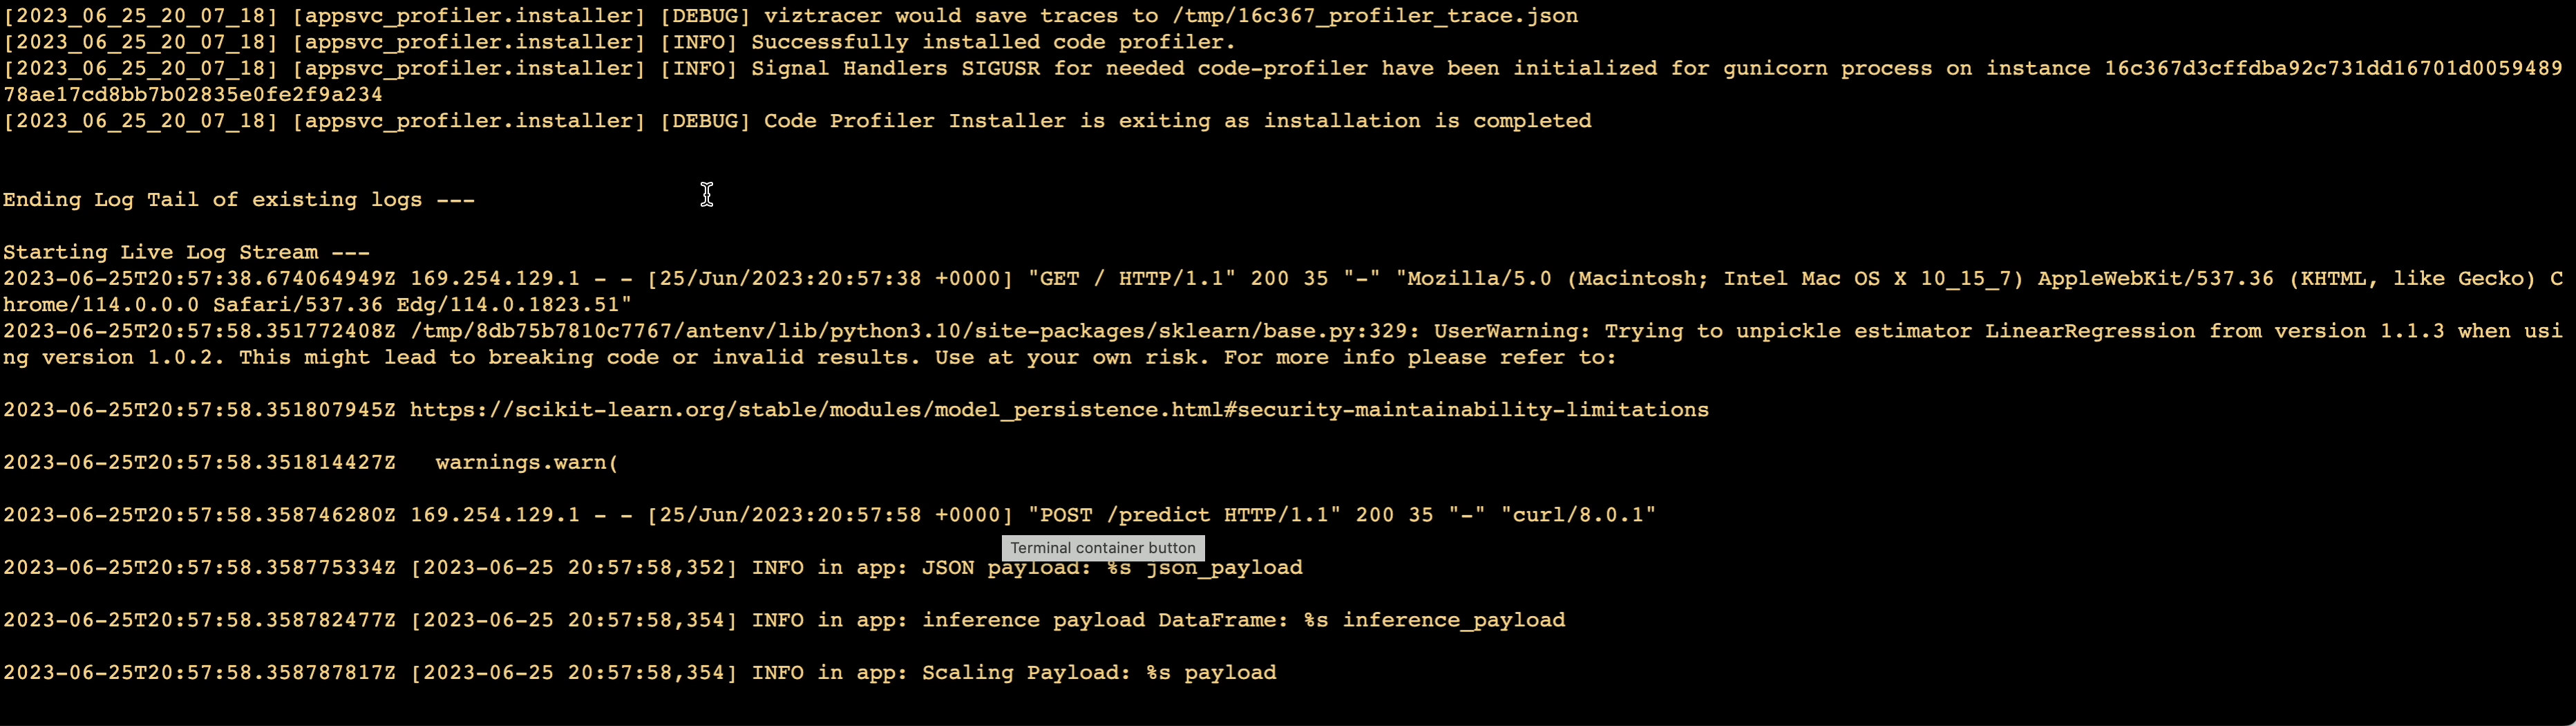 [2023_06_25_20_07_18] [appsvc_profiler.installer] [DEBUG] viztracer would save traces to /tmp/16c367_profiler_trace.json
[2023_06_25_20_07_18] [appsvc_profiler.installer] [INFO] Successfully installed code profiler.
[2023_06_25_20_07_18] [appsvc_profiler.installer] [INFO] Signal Handlers SIGUSR for needed code-profiler have been initialized for gunicorn process on instance 16c367d3cffdba92c731dd16701d0059489
78ae17cd8bb7b02835e0fe2f9a234
[2023_06_25_20_07_18] [appsvc_profiler.installer] [DEBUG] Code Profiler Installer is exiting as installation is completed
Ending Log Tail of existing logs ---
Starting Live Log Stream ---
2023-06-25T20:57:38.674064949Z 169.254.129.1 - - [25/Jun/2023:20:57:38 +0000] "GET / HTTP/1.1" 200 35 "-" "Mozilla/5.0 (Macintosh; Intel Mac OS X 10_15_7) AppleWebKit/537.36 (KHTML, like Gecko) C
hrome/114.0.0.0 Safari/537.36 Edg/114.0.1823.51"
2023-06-25T20:57:58.351772408Z /tmp/8db75b7810c7767/antenv/lib/python3.10/site-packages/sklearn/base.py:329: UserWarning: Trying to unpickle estimator LinearRegression from version 1.1.3 when usi
ng version 1.0.2. This might lead to breaking code or invalid results. Use at your own risk. For more info please refer to:
2023-06-25T20:57:58.351807945Z https://scikit-learn.org/stable/modules/model_persistence.html#security-maintainability-limitations
2023-06-25T20:57:58.351814427Z   warnings.warn(
2023-06-25T20:57:58.358746280Z 169.254.129.1 - - [25/Jun/2023:20:57:58 +0000] "POST /predict HTTP/1.1" 200 35 "-" "curl/8.0.1"
Terminal container button
2023-06-25T20:57:58.358775334Z [2023-06-25 20:57:58,352] INFO in app: JSON payload: %s json_payload
2023-06-25T20:57:58.358782477Z [2023-06-25 20:57:58,354] INFO in app: inference payload DataFrame: %s inference_payload
2023-06-25T20:57:58.358787817Z [2023-06-25 20:57:58,354] INFO in app: Scaling Payload: %s payload